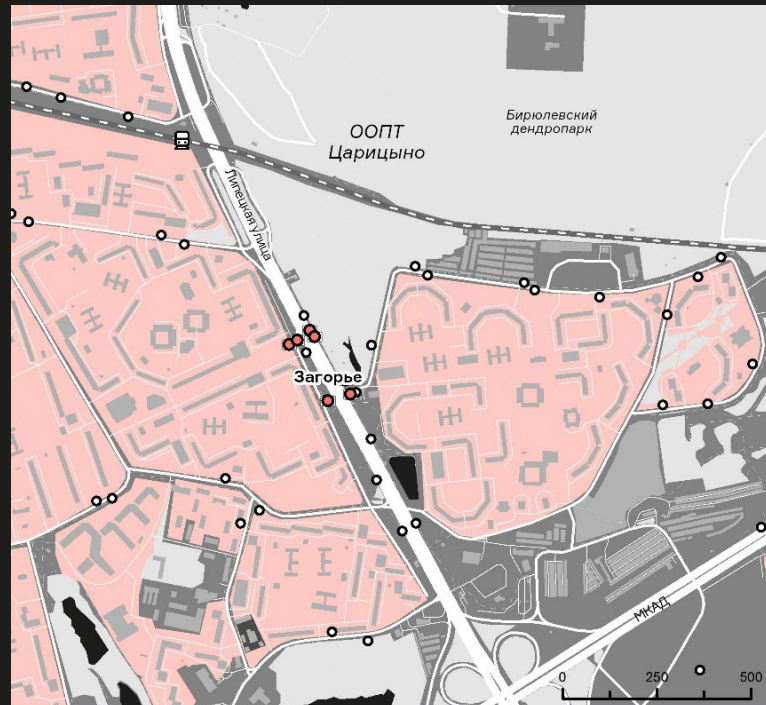 ООПТ
Царицыно
Бирюлевский
дендропарк
Липецкая улица
Загорье
МКАД
0 250 500